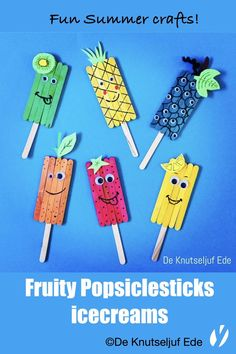 Fun Summer crafts!
De Knutseljuf Ede
Fruity Popsiclesticks
icecreams
©De Knutseljuf Ede